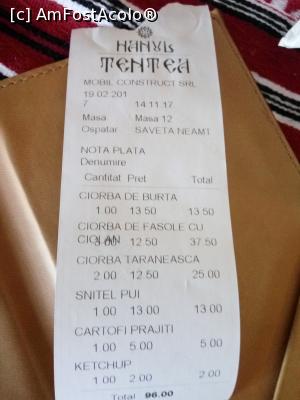 [c] AmFostAcolo®
HANUL
TENTEA
MOBIL CONSTRUCT SRL
19 02 201
7 14:11:17
Masa Masa 12
Ospatar SAVETA NEAMT
NOTA PLATA
Denumire
Cantitat Pret Total
CIORBA DE BURTA
1.00 13.50 13.50
CIORBA DE FASOLE CU
CIOLAN
3.00 12.50 37.50
CIORBA TARANEASCA
2.00 12.50 25.00
SNITEL PUI
1.00 13.00 13.00
CARTOFI PRAJITI
1.00 5.00 5.00
KETCHUP
1.00 2.00 2.00
Total 96.00